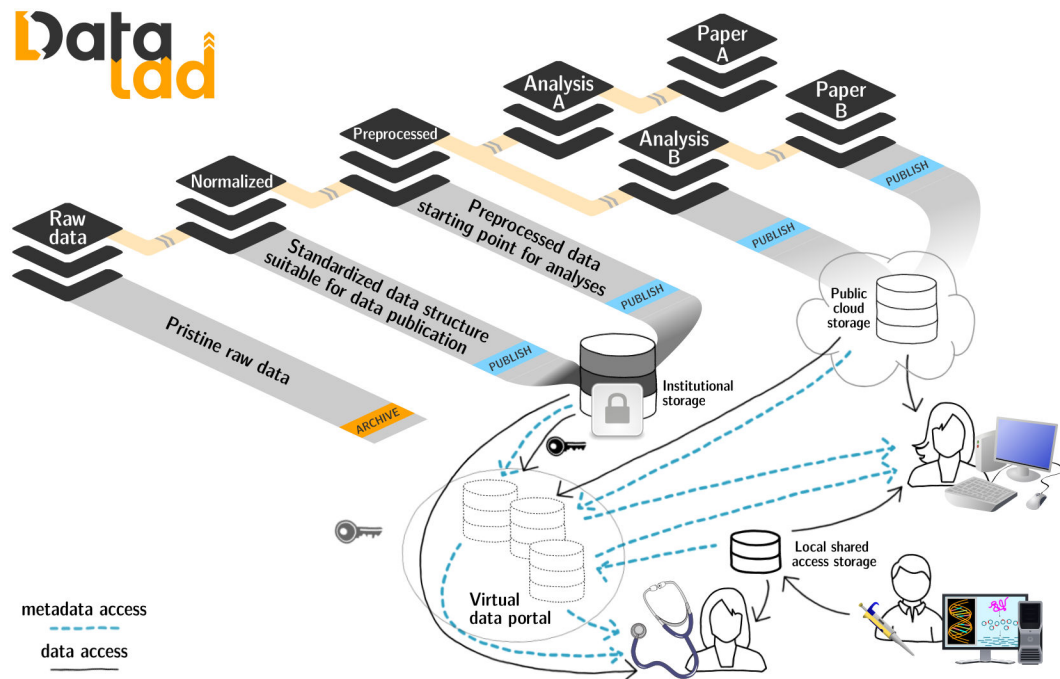 Data
lad
Paper
A
Analysis
A
Paper
B
Preprocessed
Analysis
B
Normalized
Raw
data
PUBLISH
PUBLISH
Preprocessed data
starting point for analyses
PUBLISH
Standardized data structure
suitable for data publication
PUBLISH
Pristine raw data
ARCHIVE
Public
cloud
storage
Institutional
storage
Local shared
access storage
Virtual
data portal
metadata access
data access